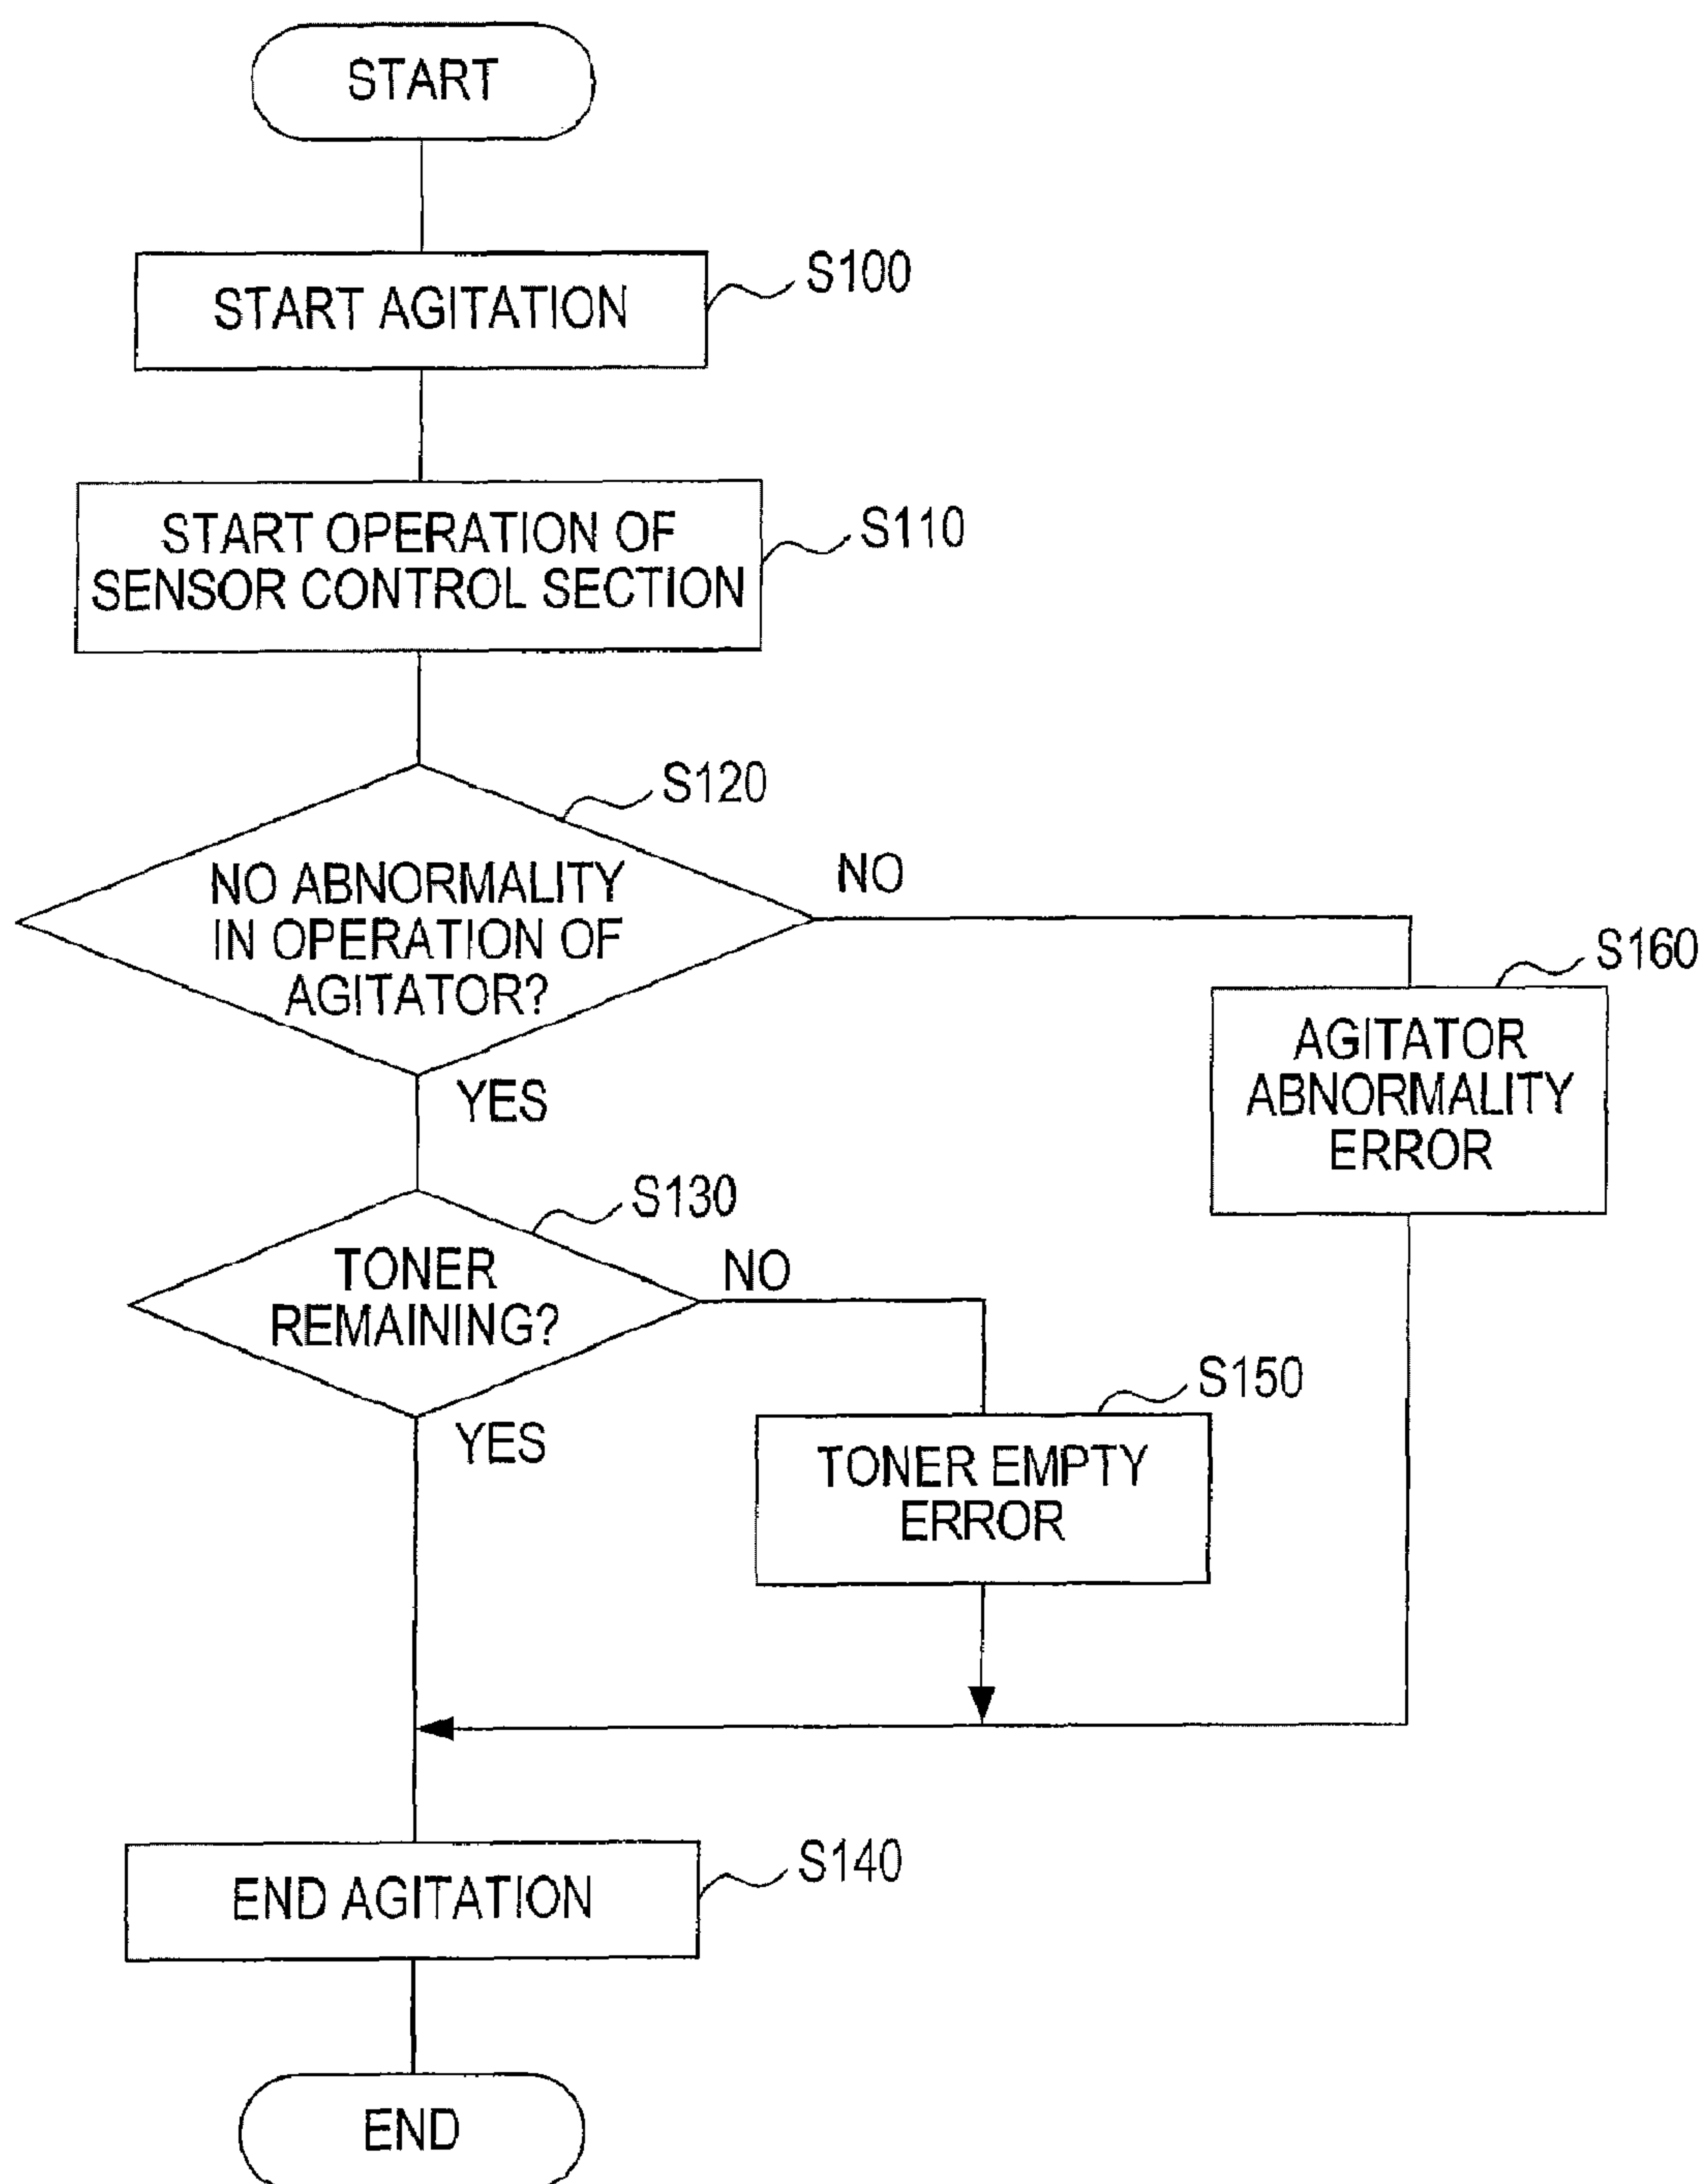 START
START AGITATION
S100
START OPERATION OF
SENSOR CONTROL SECTION
S110
S120
NO ABNORMALITY
IN OPERATION OF
AGITATOR?
NO
YES
S160
AGITATOR
ABNORMALITY
ERROR
S130
TONER
REMAINING?
NO
YES
S150
TONER EMPTY
ERROR
END AGITATION
S140
END